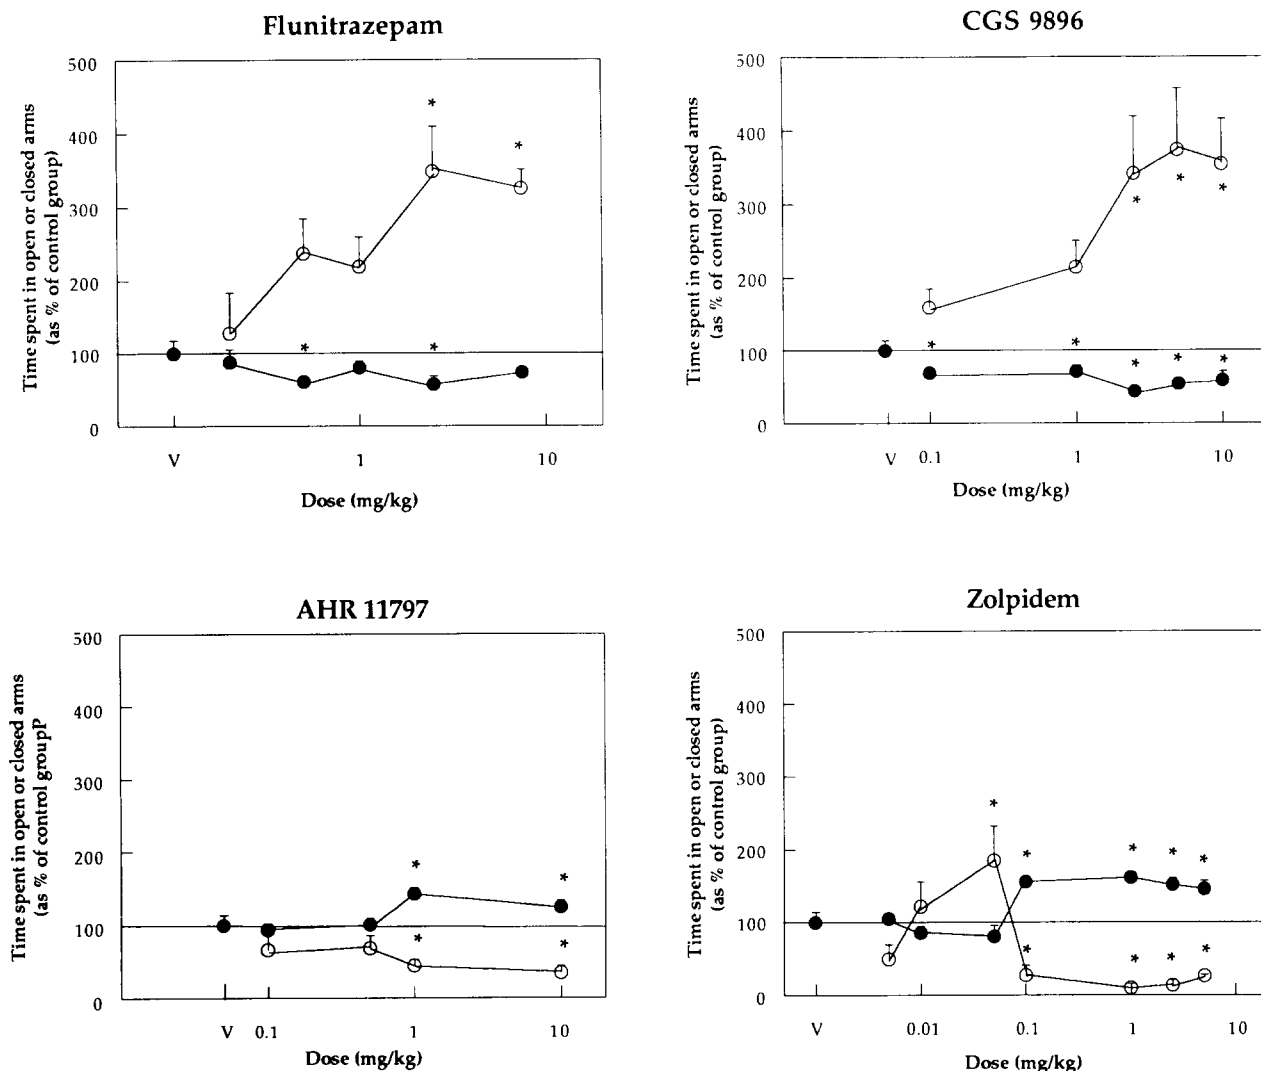 Flunitrazepam
Time spent in open or closed arms
(as % of control group)
500
400
300
200
100
0
*
*
*
*
V
1
10
Dose (mg/kg)
CGS 9896
Time spent in open or closed arms
(as % of control group)
500
400
300
200
100
0
*
*
*
*
*
*
*
*
V 0.1
1
10
Dose (mg/kg)
AHR 11797
Time spent in open or closed arms
(as % of control groupP
500
400
300
200
100
0
*
*
*
*
V 0.1
1
10
Dose (mg/kg)
Zolpidem
Time spent in open or closed arms
(as % of control group)
500
400
300
200
100
0
*
*
*
*
*
*
*
*
*
V
0.01
0.1
1
10
Dose (mg/kg)